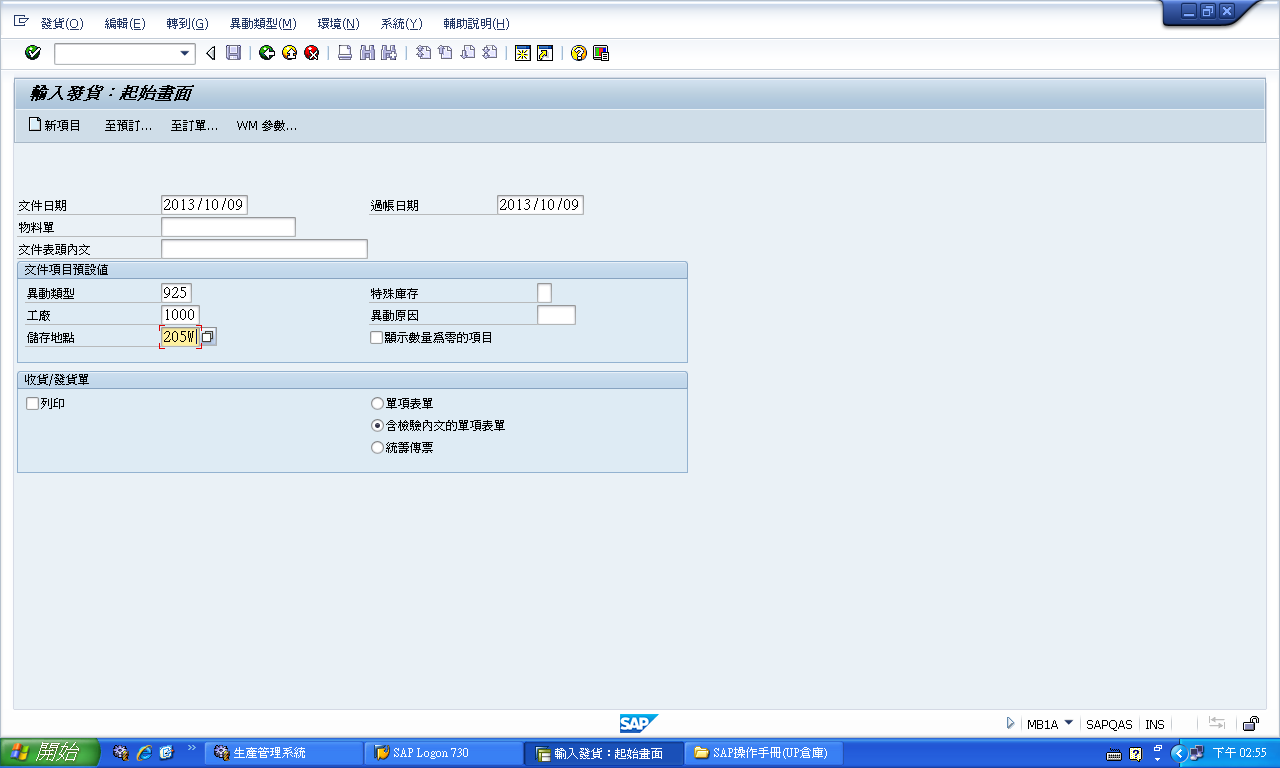 發貨(O) 編輯(E) 轉到(G) 異動類型(M) 環境(N) 系統(Y) 輔助說明(H)
輸入發貨：起始畫面
新項目 至預訂... 至訂單... WM 參數...
文件日期 2013/10/09 過帳日期 2013/10/09
物料單
文件表頭內文
文件項目預設值
異動類型 925 特殊庫存
工廠 1000 異動原因
儲存地點 205W 顯示數量為零的項目
收貨/發貨單
列印 單項表單
含檢驗內文的單項表單
統籌傳票
SAP
MB1A SAPQAS INS
開始 生產管理系統 SAP Logon 730 輸入發貨：起始畫面 SAP操作手冊(UP倉庫) 下午 02:55